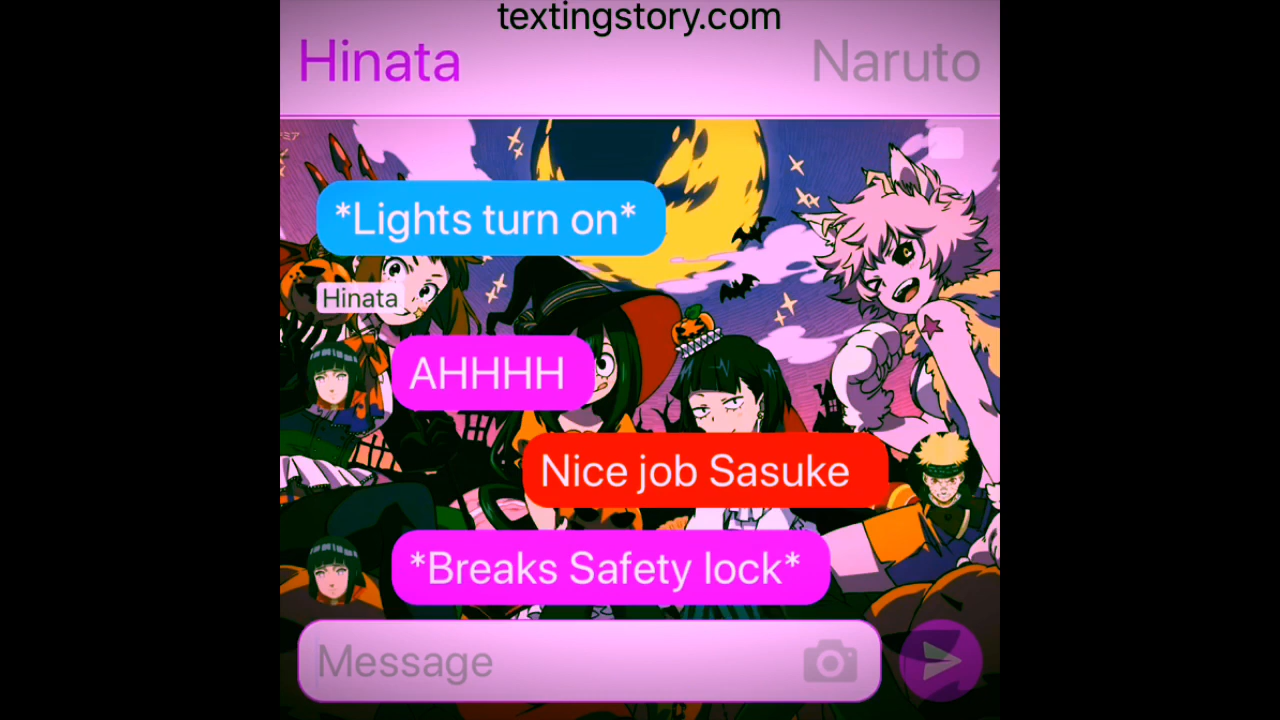 textingstory.com
Hinata
Naruto
*Lights turn on*
Hinata
AHHHH
Nice job Sasuke
*Breaks Safety lock*
Message